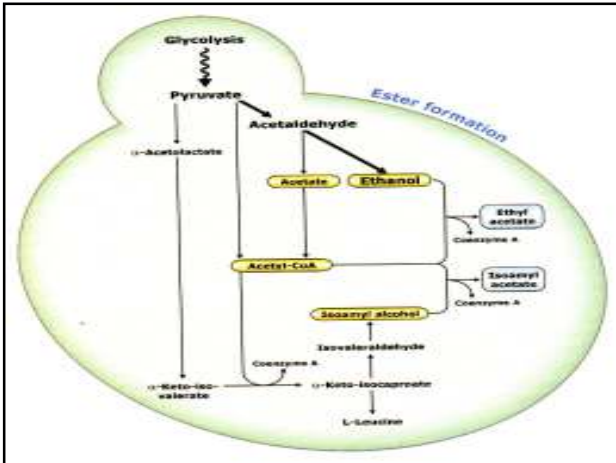 Glycolysis
Ester formation
Pyruvate
Acetaldehyde
α-Acetolactate
Acetate
Ethanol
Ethyl
acetate
Coenzyme A
Acetyl-CoA
Isoamyl
acetate
Coenzyme A
Isoamyl alcohol
Isovaleraldehyde
Coenzyme A
α-Keto-iso-
valerate
α-Keto-isocaproate
L-Leucine